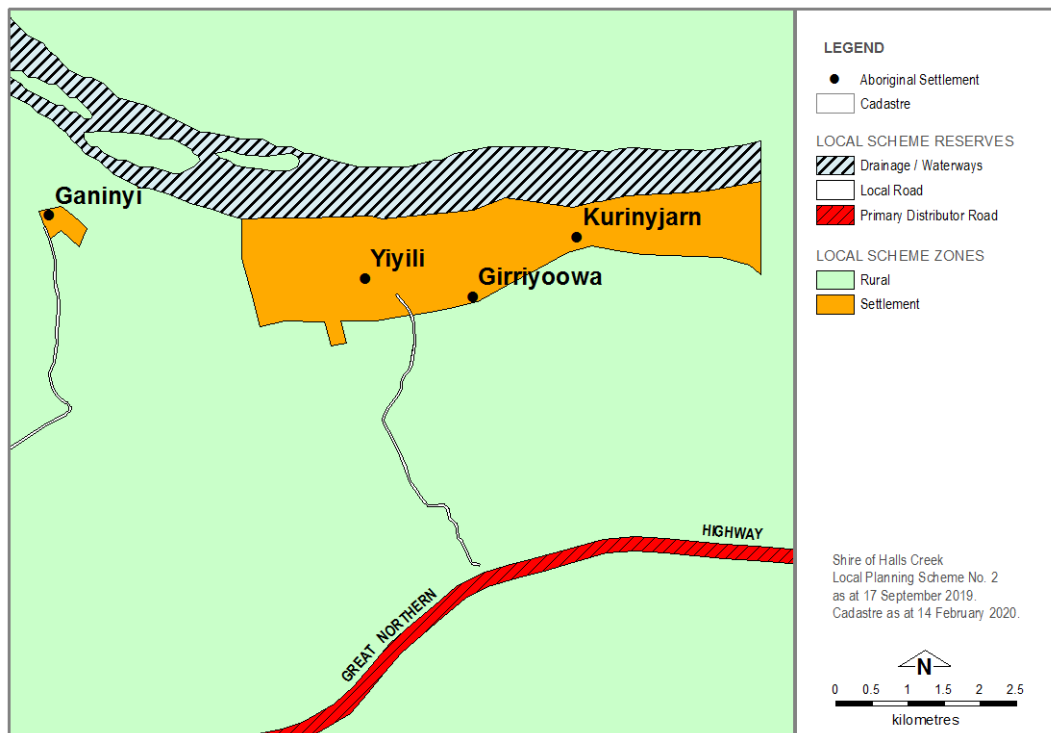 Ganinyi
Yiyili
Kurinyjarn
Girriyoowa
HIGHWAY
GREAT NORTHERN
LEGEND
Aboriginal Settlement
Cadastre
LOCAL SCHEME RESERVES
Drainage / Waterways
Local Road
Primary Distributor Road
LOCAL SCHEME ZONES
Rural
Settlement
Shire of Halls Creek
Local Planning Scheme No. 2
as at 17 September 2019.
Cadastre as at 14 February 2020.
N
0 0.5 1 1.5 2 2.5
kilometres